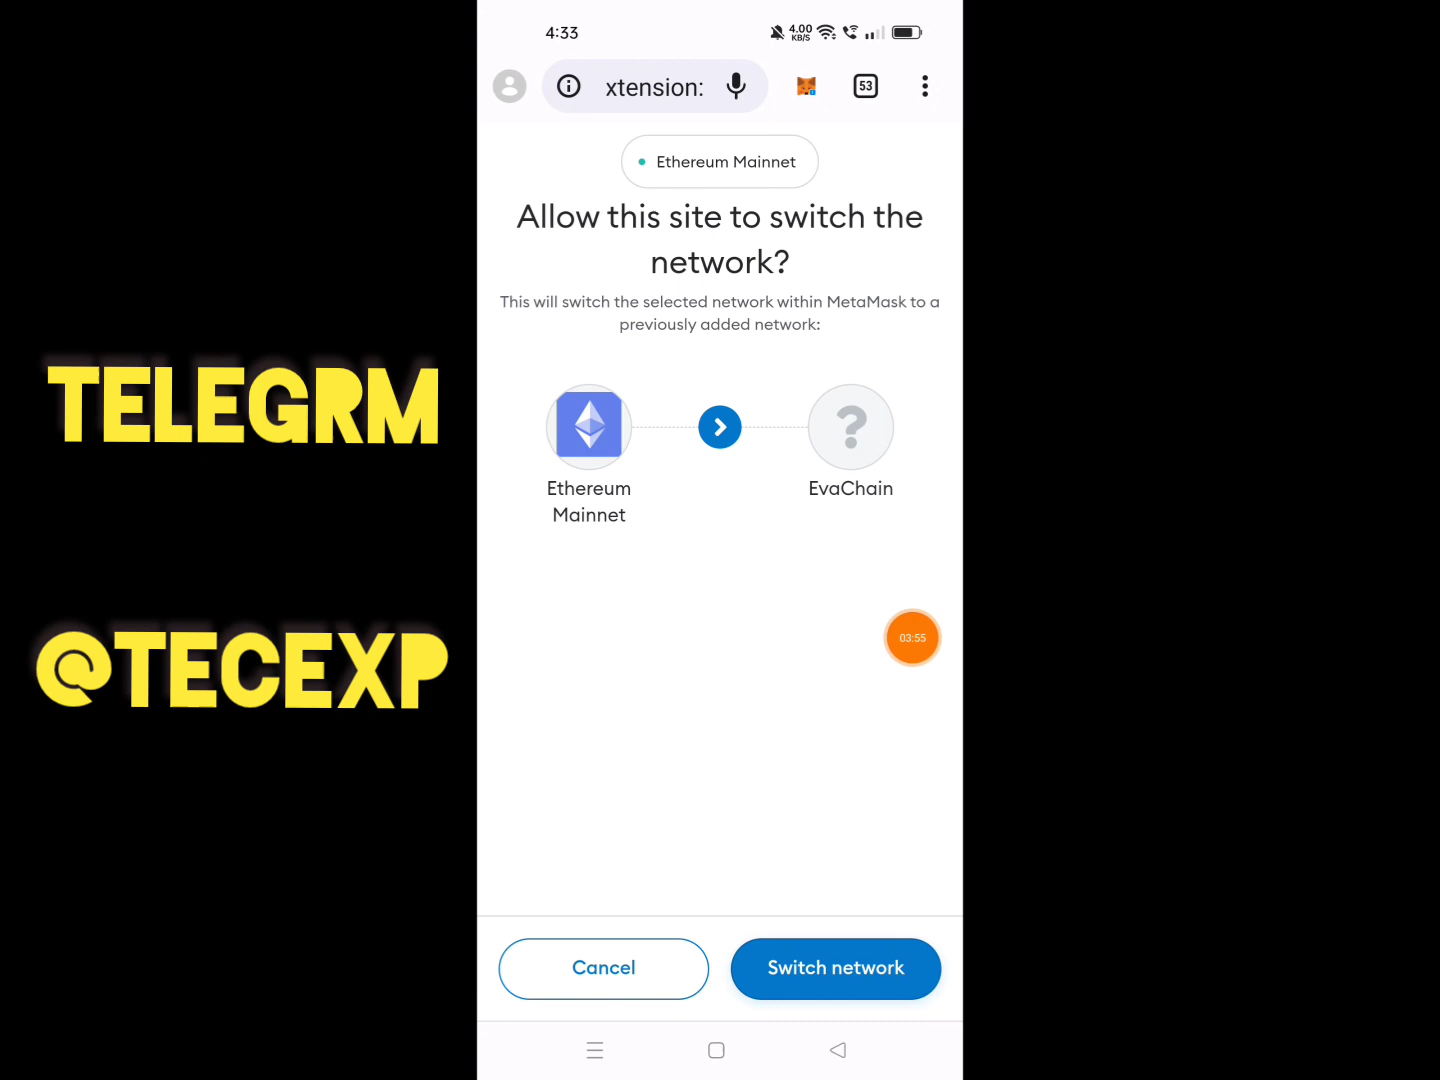 4:33
4.00
KB/S
xtension:
53
Ethereum Mainnet
Allow this site to switch the
network?
This will switch the selected network within MetaMask to a
previously added network:
Ethereum
Mainnet
?
EvaChain
TELEGRM
@TECEXP
03:55
Cancel
Switch network